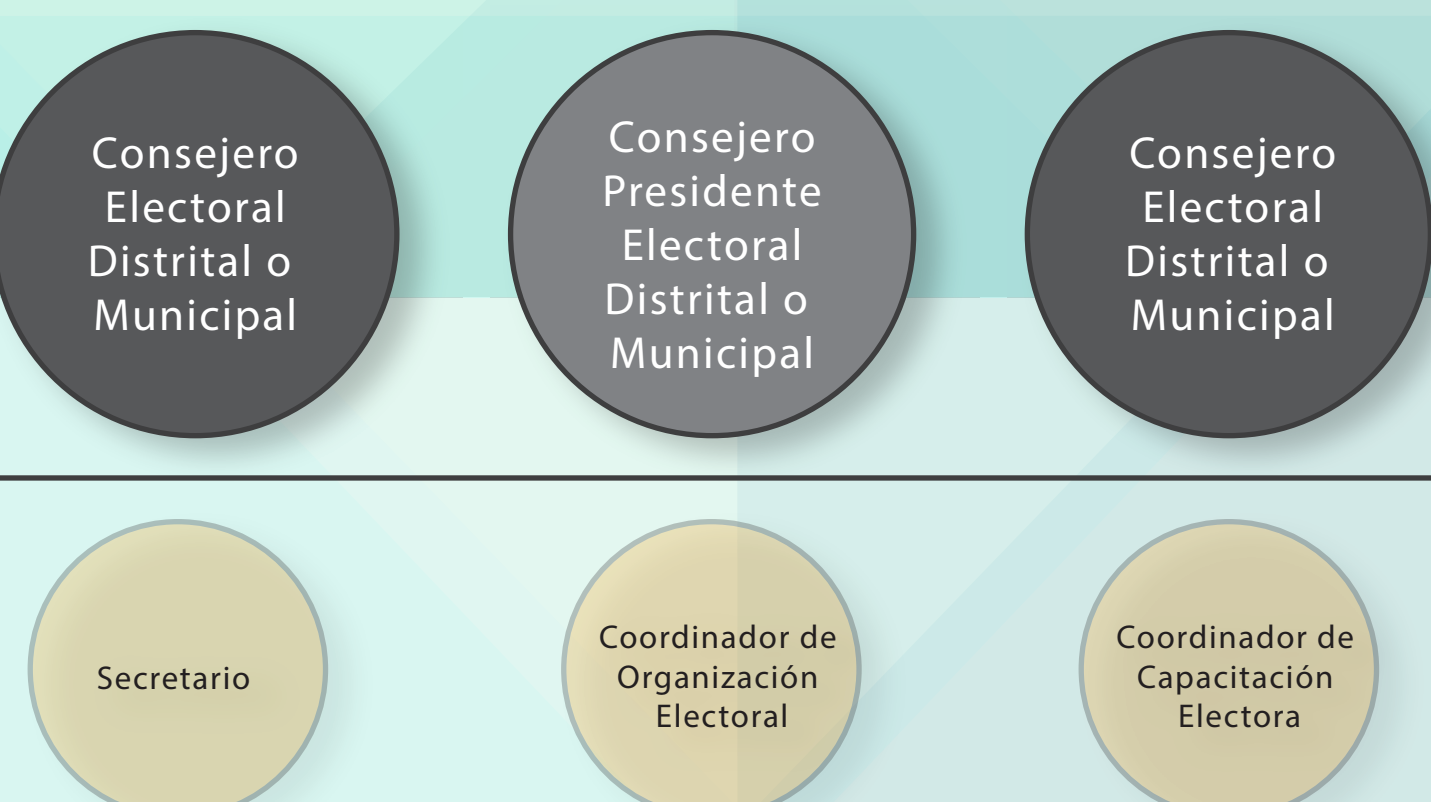 Consejero
Electoral
Distrital o
Municipal
Consejero
Presidente
Electoral
Distrital o
Municipal
Consejero
Electoral
Distrital o
Municipal
Secretario
Coordinador de
Organización
Electoral
Coordinador de
Capacitación
Electora